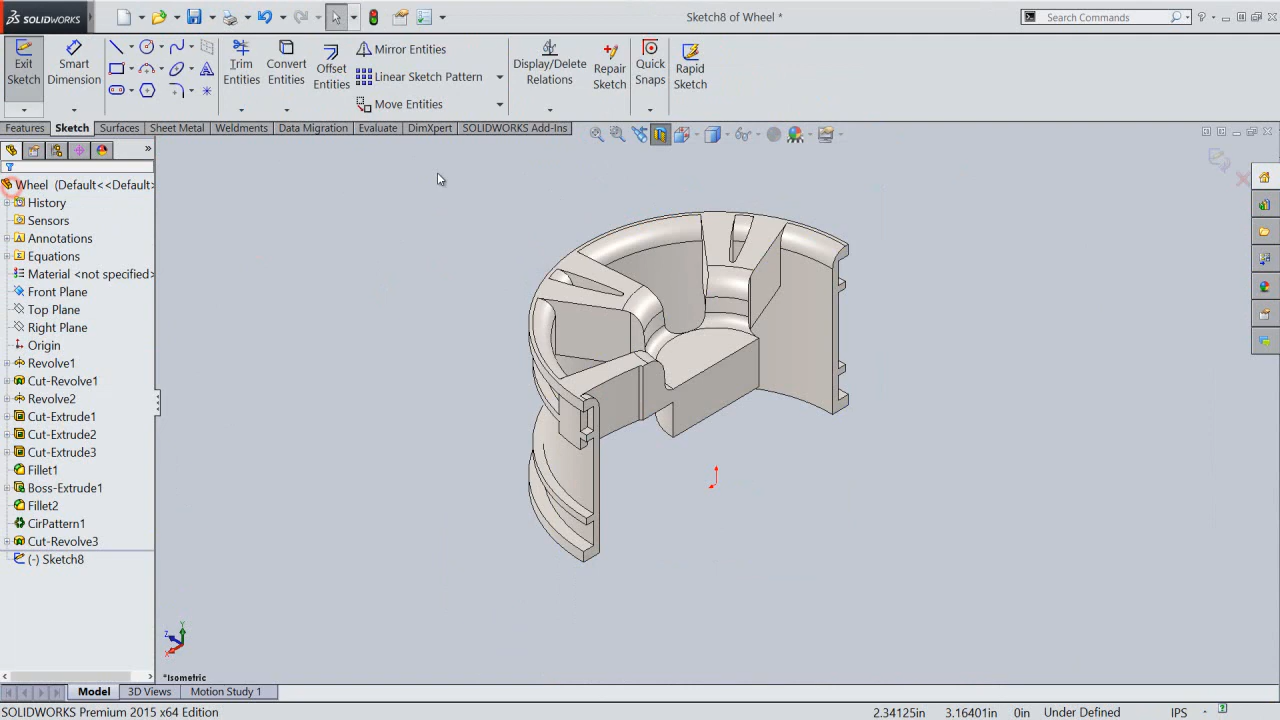 SOLIDWORKS
Sketch8 of Wheel *
Search Commands
Exit Sketch
Smart Dimension
Trim Entities
Convert Entities
Offset Entities
Mirror Entities
Linear Sketch Pattern
Move Entities
Display/Delete Relations
Repair Sketch
Quick Snaps
Rapid Sketch
Features
Sketch
Surfaces
Sheet Metal
Weldments
Data Migration
Evaluate
DimXpert
SOLIDWORKS Add-Ins
Wheel (Default<<Default>
History
Sensors
Annotations
Equations
Material <not specified>
Front Plane
Top Plane
Right Plane
Origin
Revolve1
Cut-Revolve1
Revolve2
Cut-Extrude1
Cut-Extrude2
Cut-Extrude3
Fillet1
Boss-Extrude1
Fillet2
CirPattern1
Cut-Revolve3
(-) Sketch8
Y
Z
X
*Isometric
Model
3D Views
Motion Study 1
SOLIDWORKS Premium 2015 x64 Edition
2.34125in
3.16401in
0in
Under Defined
IPS